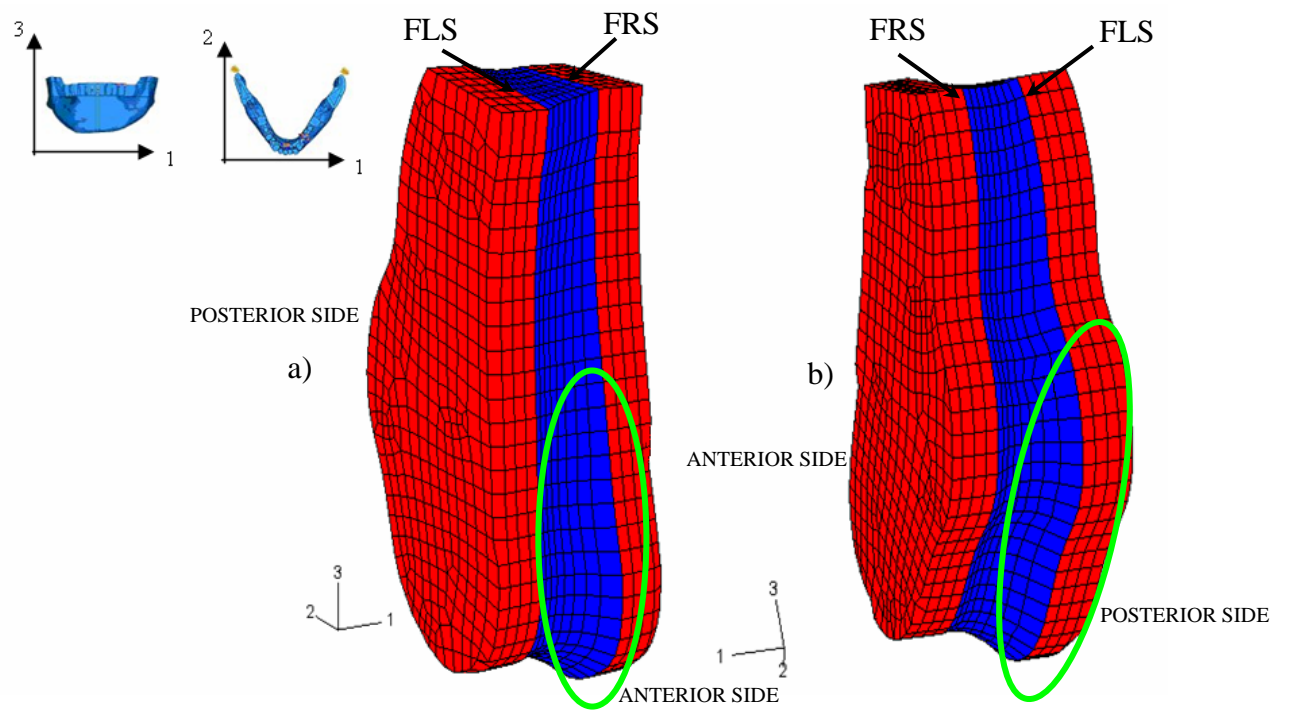 3
1
2
1
FLS
FRS
POSTERIOR SIDE
a)
3
2
1
ANTERIOR SIDE
FRS
FLS
b)
ANTERIOR SIDE
3
1
2
POSTERIOR SIDE